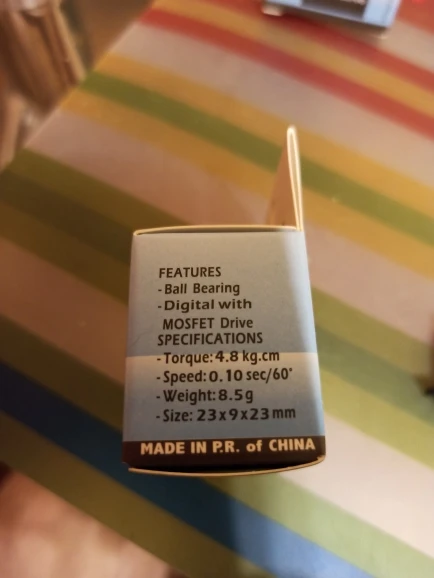 FEATURES
- Ball Bearing
- Digital with
MOSFET Drive
SPECIFICATIONS
- Torque: 4.8 kg.cm
- Speed: 0.10 sec/60°
- Weight: 8.5g
- Size: 23x9x23mm
MADE IN P.R. of CHINA